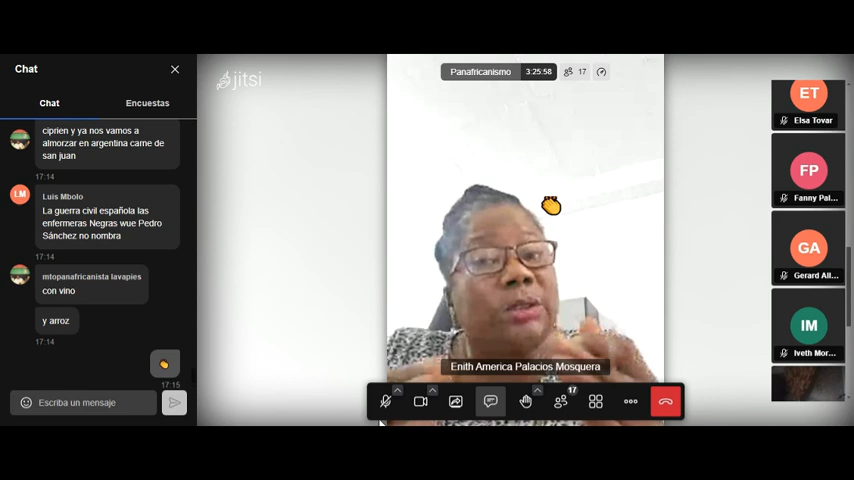 Chat
Chat
Encuestas
ciprien y ya nos vamos a
almorzar en argentina carne de
san juan
17:14
LM
Luis Mbolo
La guerra civil española las
enfermeras Negras wue Pedro
Sánchez no nombra
17:14
mtopanafricanista lavapies
con vino
y arroz
17:14
17:15
Escriba un mensaje
jitsi
Panafricanismo
3:25:58
17
Enith America Palacios Mosquera
17
ET
Elsa Tovar
FP
Fanny Pal...
GA
Gerard All...
IM
Iveth Mor...